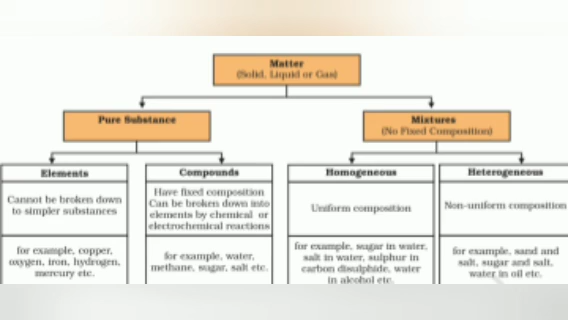 Matter
(Solid, Liquid or Gas)
Pure Substance
Mixtures
(No Fixed Composition)
Elements
Cannot be broken down
to simpler substances
for example, copper,
oxygen, iron, hydrogen,
mercury etc.
Compounds
Have fixed composition
Can be broken down into
elements by chemical or
electrochemical reactions
for example, water,
methane, sugar, salt etc.
Homogeneous
Uniform composition
for example, sugar in water,
salt in water, sulphur in
carbon disulphide, water
in alcohol etc.
Heterogeneous
Non-uniform composition
for example, sand and
salt, sugar and salt,
water in oil etc.